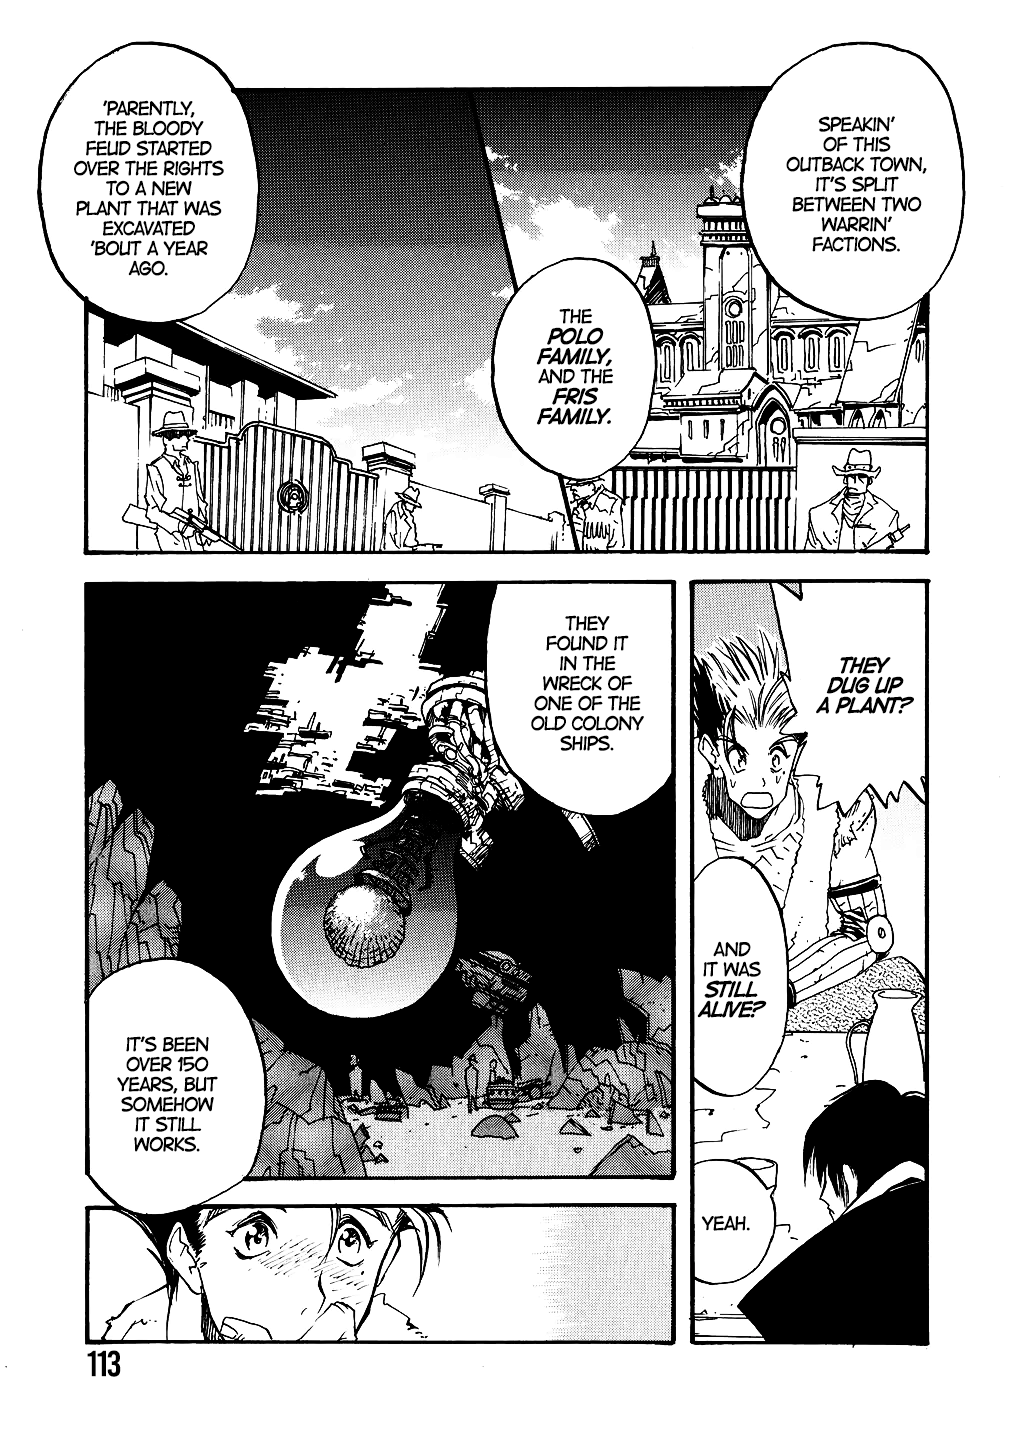 SPEAKIN'
OF THIS
OUTBACK TOWN,
IT'S SPLIT
BETWEEN TWO
WARRIN'
FACTIONS.
THE
POLO
FAMILY,
AND THE
FRIS
FAMILY.
'PARENTLY,
THE BLOODY
FEUD STARTED
OVER THE RIGHTS
TO A NEW
PLANT THAT WAS
EXCAVATED
'BOUT A YEAR
AGO.
THEY
DUG UP
A PLANT?
AND
IT WAS
STILL
ALIVE?
YEAH.
THEY
FOUND IT
IN THE
WRECK OF
ONE OF THE
OLD COLONY
SHIPS.
IT'S BEEN
OVER 150
YEARS, BUT
SOMEHOW
IT STILL
WORKS.
113